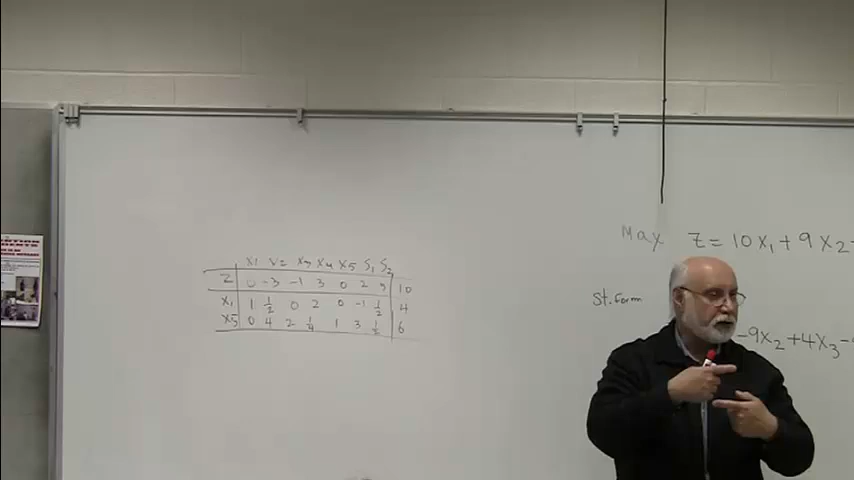 x1 x2 x3 x4 x5 S1 S2
Z 0 -3 -1 3 0 2 9 10
x1 1 1/2 0 2 0 -1 1/2 4
x5 0 4 2 1/4 1 3 1/2 6
Max Z = 10x1 + 9x2
St. Form
-9x2 + 4x3 -